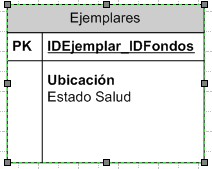 Ejemplares
PK IDEjemplar_IDFondos
Ubicación
Estado Salud